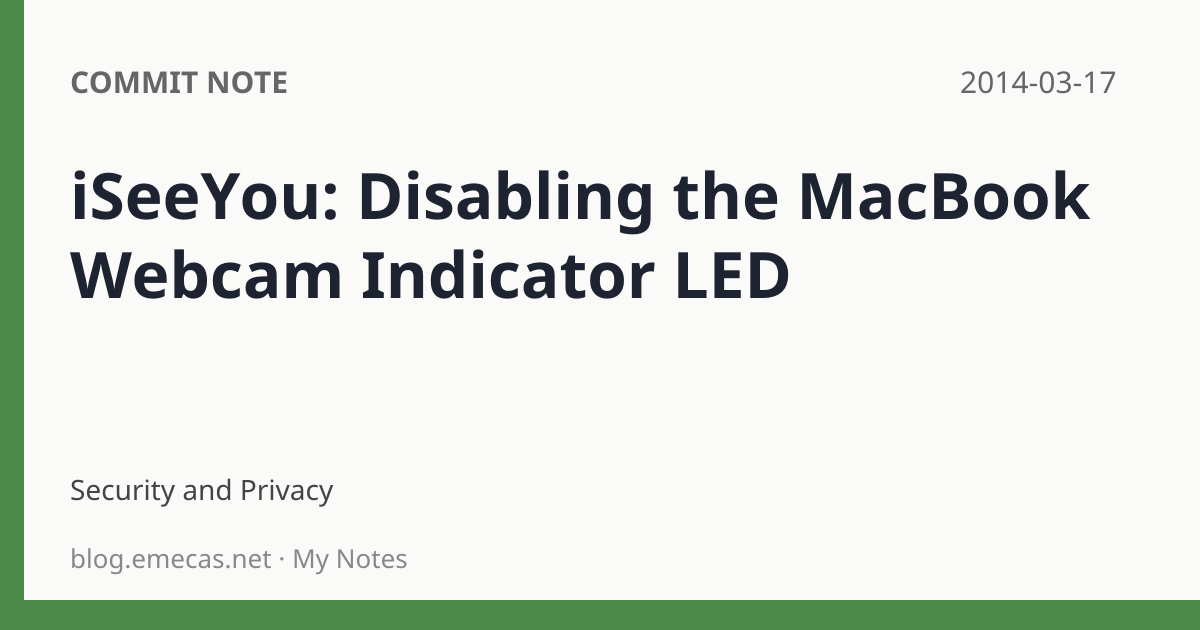 COMMIT NOTE
2014-03-17
iSeeYou: Disabling the MacBook
Webcam Indicator LED
Security and Privacy
blog.emecas.net · My Notes